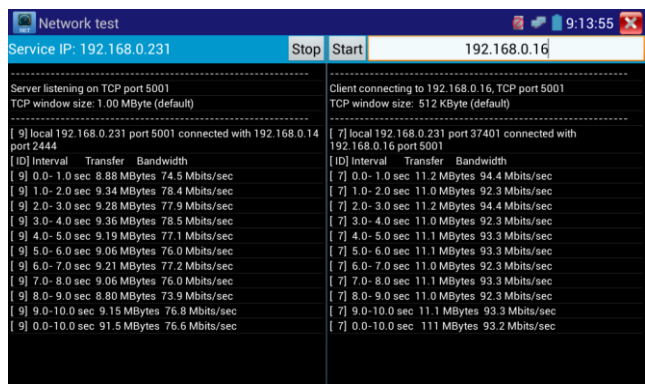 Network test
9:13:55
NET
Service IP: 192.168.0.231
Stop
Start
192.168.0.16
------------------------------------------------------------
Server listening on TCP port 5001
TCP window size: 1.00 MByte (default)
------------------------------------------------------------
[ 9] local 192.168.0.231 port 5001 connected with 192.168.0.14
port 2444
[ ID] Interval Transfer Bandwidth
[ 9] 0.0- 1.0 sec 8.88 MBytes 74.5 Mbits/sec
[ 9] 1.0- 2.0 sec 9.34 MBytes 78.4 Mbits/sec
[ 9] 2.0- 3.0 sec 9.28 MBytes 77.9 Mbits/sec
[ 9] 3.0- 4.0 sec 9.36 MBytes 78.5 Mbits/sec
[ 9] 4.0- 5.0 sec 9.19 MBytes 77.1 Mbits/sec
[ 9] 5.0- 6.0 sec 9.06 MBytes 76.0 Mbits/sec
[ 9] 6.0- 7.0 sec 9.21 MBytes 77.2 Mbits/sec
[ 9] 7.0- 8.0 sec 9.06 MBytes 76.0 Mbits/sec
[ 9] 8.0- 9.0 sec 8.80 MBytes 73.9 Mbits/sec
[ 9] 9.0-10.0 sec 9.15 MBytes 76.8 Mbits/sec
[ 9] 0.0-10.0 sec 91.5 MBytes 76.6 Mbits/sec
------------------------------------------------------------
Client connecting to 192.168.0.16, TCP port 5001
TCP window size: 512 KByte (default)
------------------------------------------------------------
[ 7] local 192.168.0.231 port 37401 connected with
192.168.0.16 port 5001
[ ID] Interval Transfer Bandwidth
[ 7] 0.0- 1.0 sec 11.2 MBytes 94.4 Mbits/sec
[ 7] 1.0- 2.0 sec 11.0 MBytes 92.3 Mbits/sec
[ 7] 2.0- 3.0 sec 11.2 MBytes 94.4 Mbits/sec
[ 7] 3.0- 4.0 sec 11.0 MBytes 92.3 Mbits/sec
[ 7] 4.0- 5.0 sec 11.1 MBytes 93.3 Mbits/sec
[ 7] 5.0- 6.0 sec 11.1 MBytes 93.3 Mbits/sec
[ 7] 6.0- 7.0 sec 11.0 MBytes 92.3 Mbits/sec
[ 7] 7.0- 8.0 sec 11.1 MBytes 93.3 Mbits/sec
[ 7] 8.0- 9.0 sec 11.0 MBytes 92.3 Mbits/sec
[ 7] 9.0-10.0 sec 11.1 MBytes 93.3 Mbits/sec
[ 7] 0.0-10.0 sec 111 MBytes 93.2 Mbits/sec